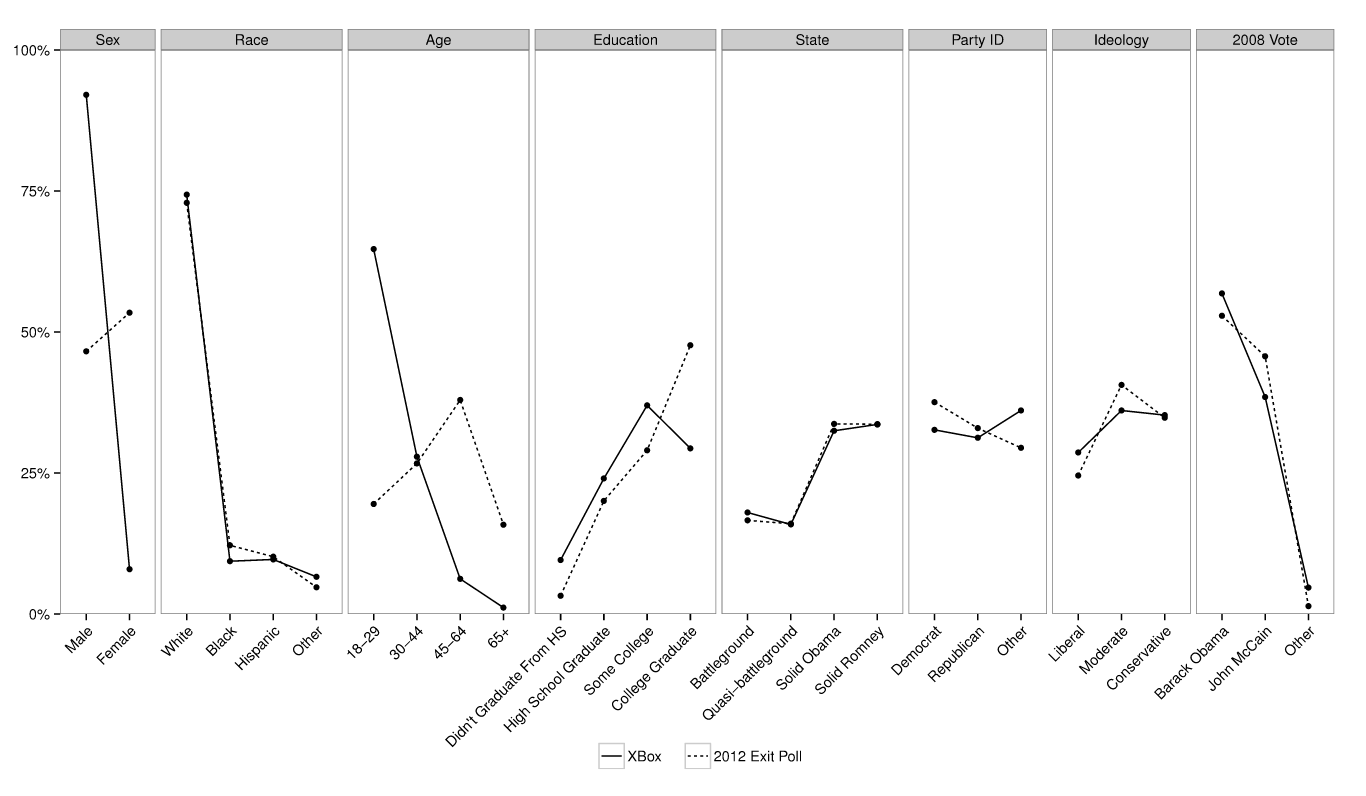 Sex Race Age Education State Party ID Ideology 2008 Vote
100%
75%
50%
25%
0%
Male Female White Black Hispanic Other 18–29 30–44 45–64 65+ Didn't Graduate From HS High School Graduate Some College College Graduate Battleground Quasi–battleground Solid Obama Solid Romney Democrat Republican Other Liberal Moderate Conservative Barack Obama John McCain Other
XBox 2012 Exit Poll